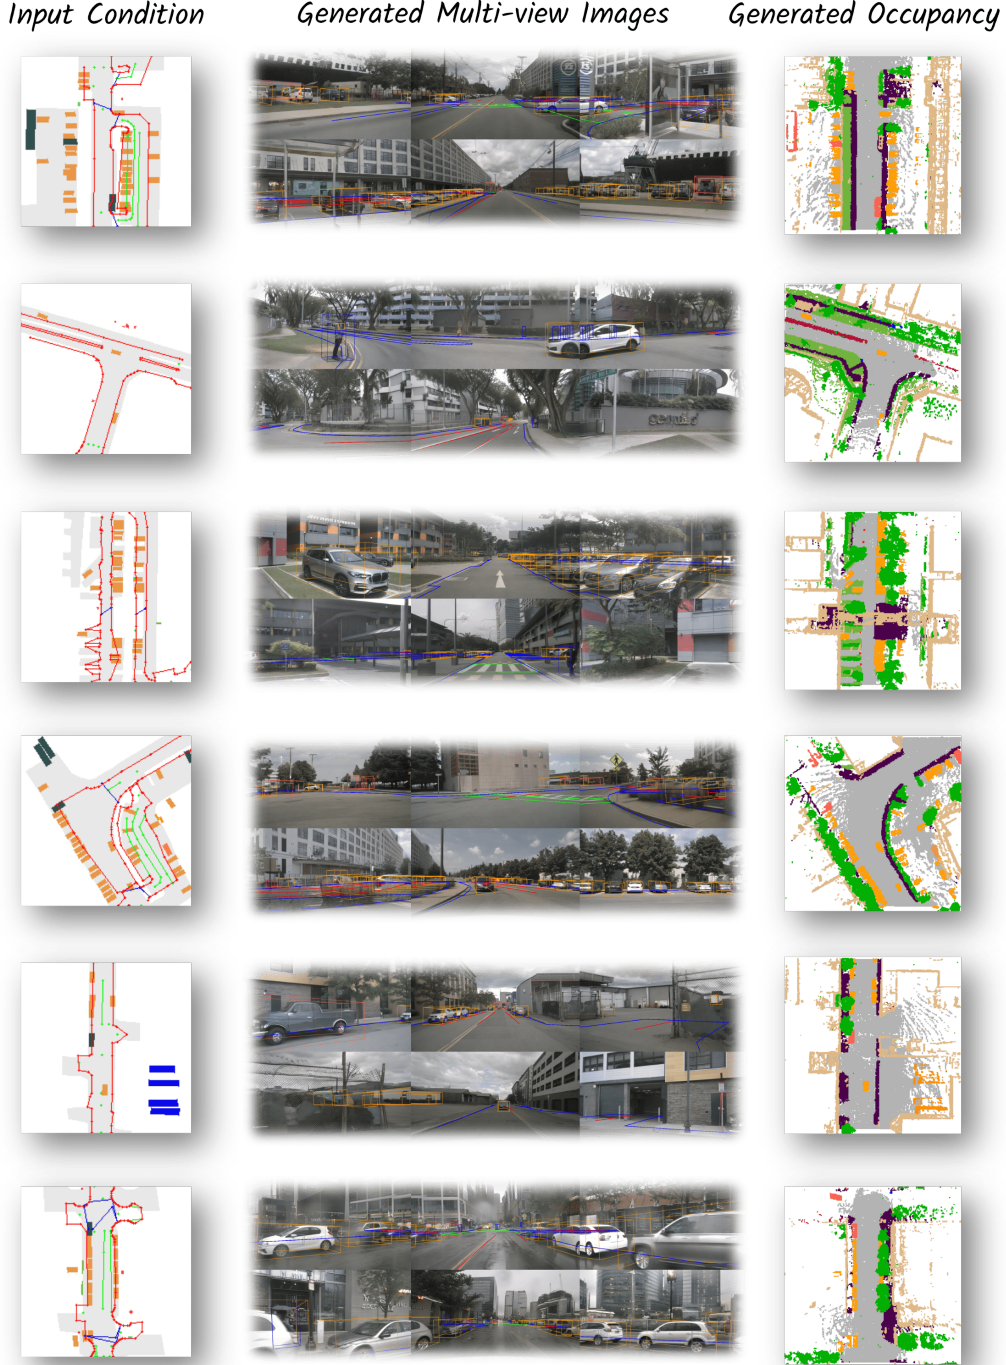 Input Condition
Generated Multi-view Images
Generated Occupancy